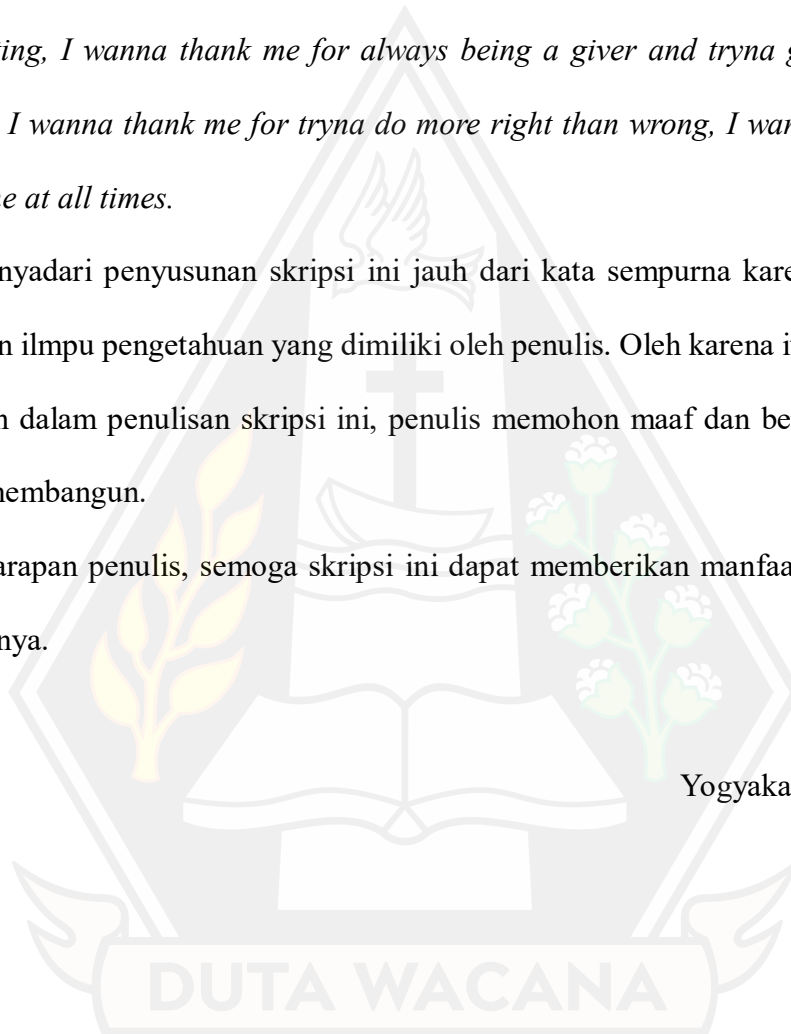 ting, I wanna thank me for always being a giver and tryna g
I wanna thank me for tryna do more right than wrong, I wan
e at all times.
nyadari penyusunan skripsi ini jauh dari kata sempurna kare
n ilmpu pengetahuan yang dimiliki oleh penulis. Oleh karena it
n dalam penulisan skripsi ini, penulis memohon maaf dan be
membangun.
arapan penulis, semoga skripsi ini dapat memberikan manfaa
nya.
Yogyaka
DUTA WACANA